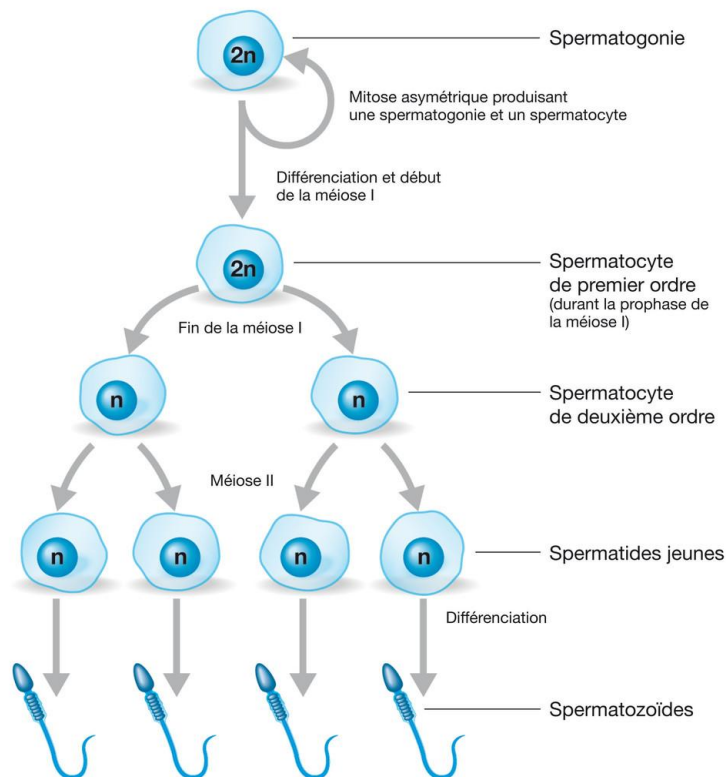 2n
Spermatogonie
Mitose asymétrique produisant
une spermatogonie et un spermatocyte
Différenciation et début
de la méiose I
2n
Spermatocyte
de premier ordre
(durant la prophase de
la méiose I)
Fin de la méiose I
n
n
Spermatocyte
de deuxième ordre
Méiose II
n
n
n
n
Spermatides jeunes
Différenciation
Spermatozoïdes